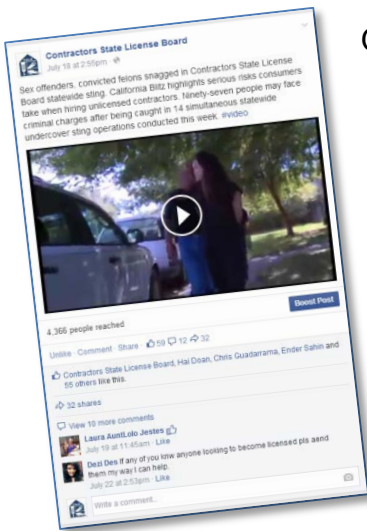 Contractors State License Board
July 18 at 2:55pm
Sex offenders, convicted felons snagged in Contractors State License
Board statewide sting. California Blitz highlights serious risks consumers
take when hiring unlicensed contractors. Ninety-seven people may face
criminal charges after being caught in 14 simultaneous statewide
undercover sting operations conducted this week. #video
4,366 people reached
Boost Post
Unlike · Comment · Share · 59 12 32
Contractors State License Board, Hai Doan, Chris Guadarrama, Ender Sahin and
55 others like this.
32 shares
View 10 more comments
Laura AuntLolo Jestes
July 19 at 11:45am · Like
Dezi Des If any of you knw anyone looking to become licensed pls aend
them my way I can help.
July 22 at 2:53pm · Like
Write a comment...